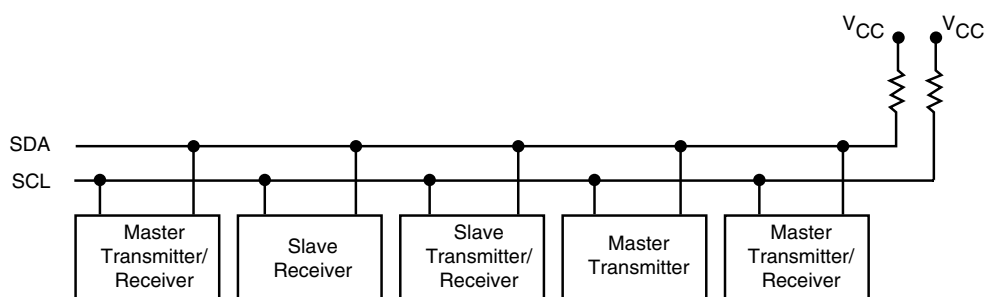 VCC VCC
SDA
SCL
Master
Transmitter/
Receiver
Slave
Receiver
Slave
Transmitter/
Receiver
Master
Transmitter
Master
Transmitter/
Receiver